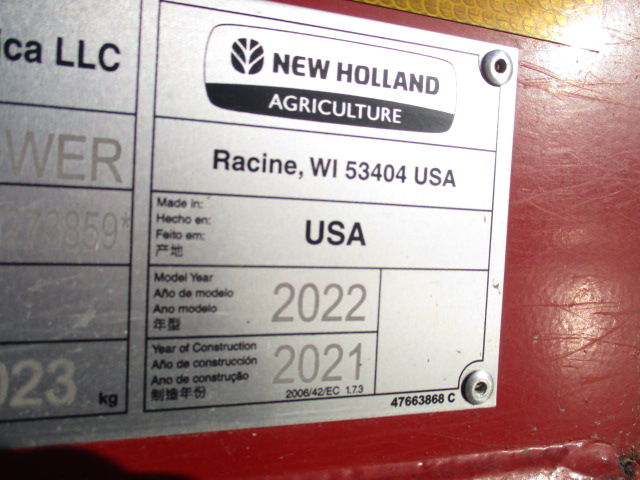 ica LLC
NEW HOLLAND
AGRICULTURE
WER
Racine, WI 53404 USA
273859*
Made in:
Hecho en:
Feito em:
产地
USA
Model Year
Año de modelo
Ano modelo
年型
2022
Year of Construction
Año de construcción
Ano de construção
制造年份
2021
2006/42/EC 1.7.3
023
kg
47663868 C